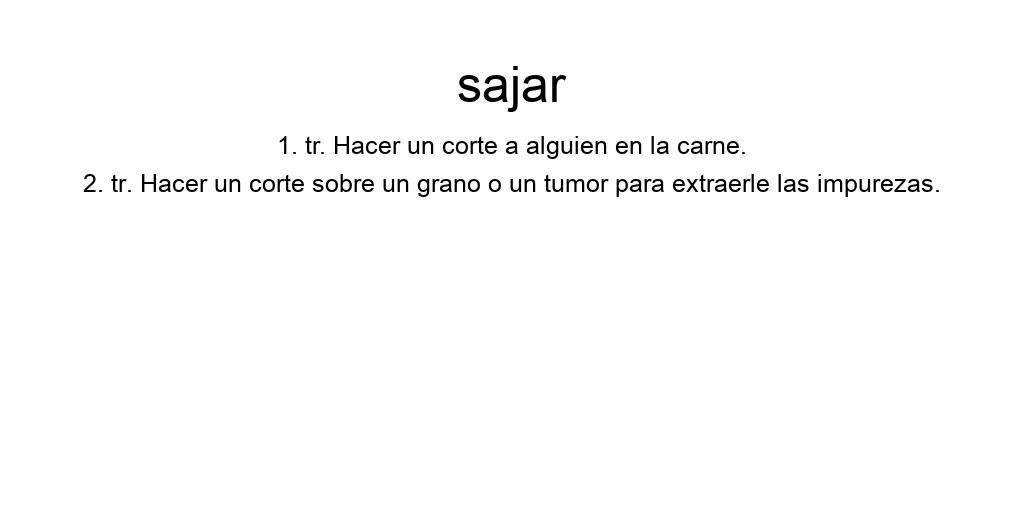 sajar
1. tr. Hacer un corte a alguien en la carne.
2. tr. Hacer un corte sobre un grano o un tumor para extraerle las impurezas.